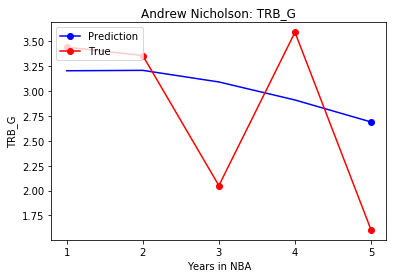 Andrew Nicholson: TRB_G
Prediction
True
3.50
3.25
3.00
2.75
2.50
2.25
2.00
1.75
TRB_G
1 2 3 4 5
Years in NBA